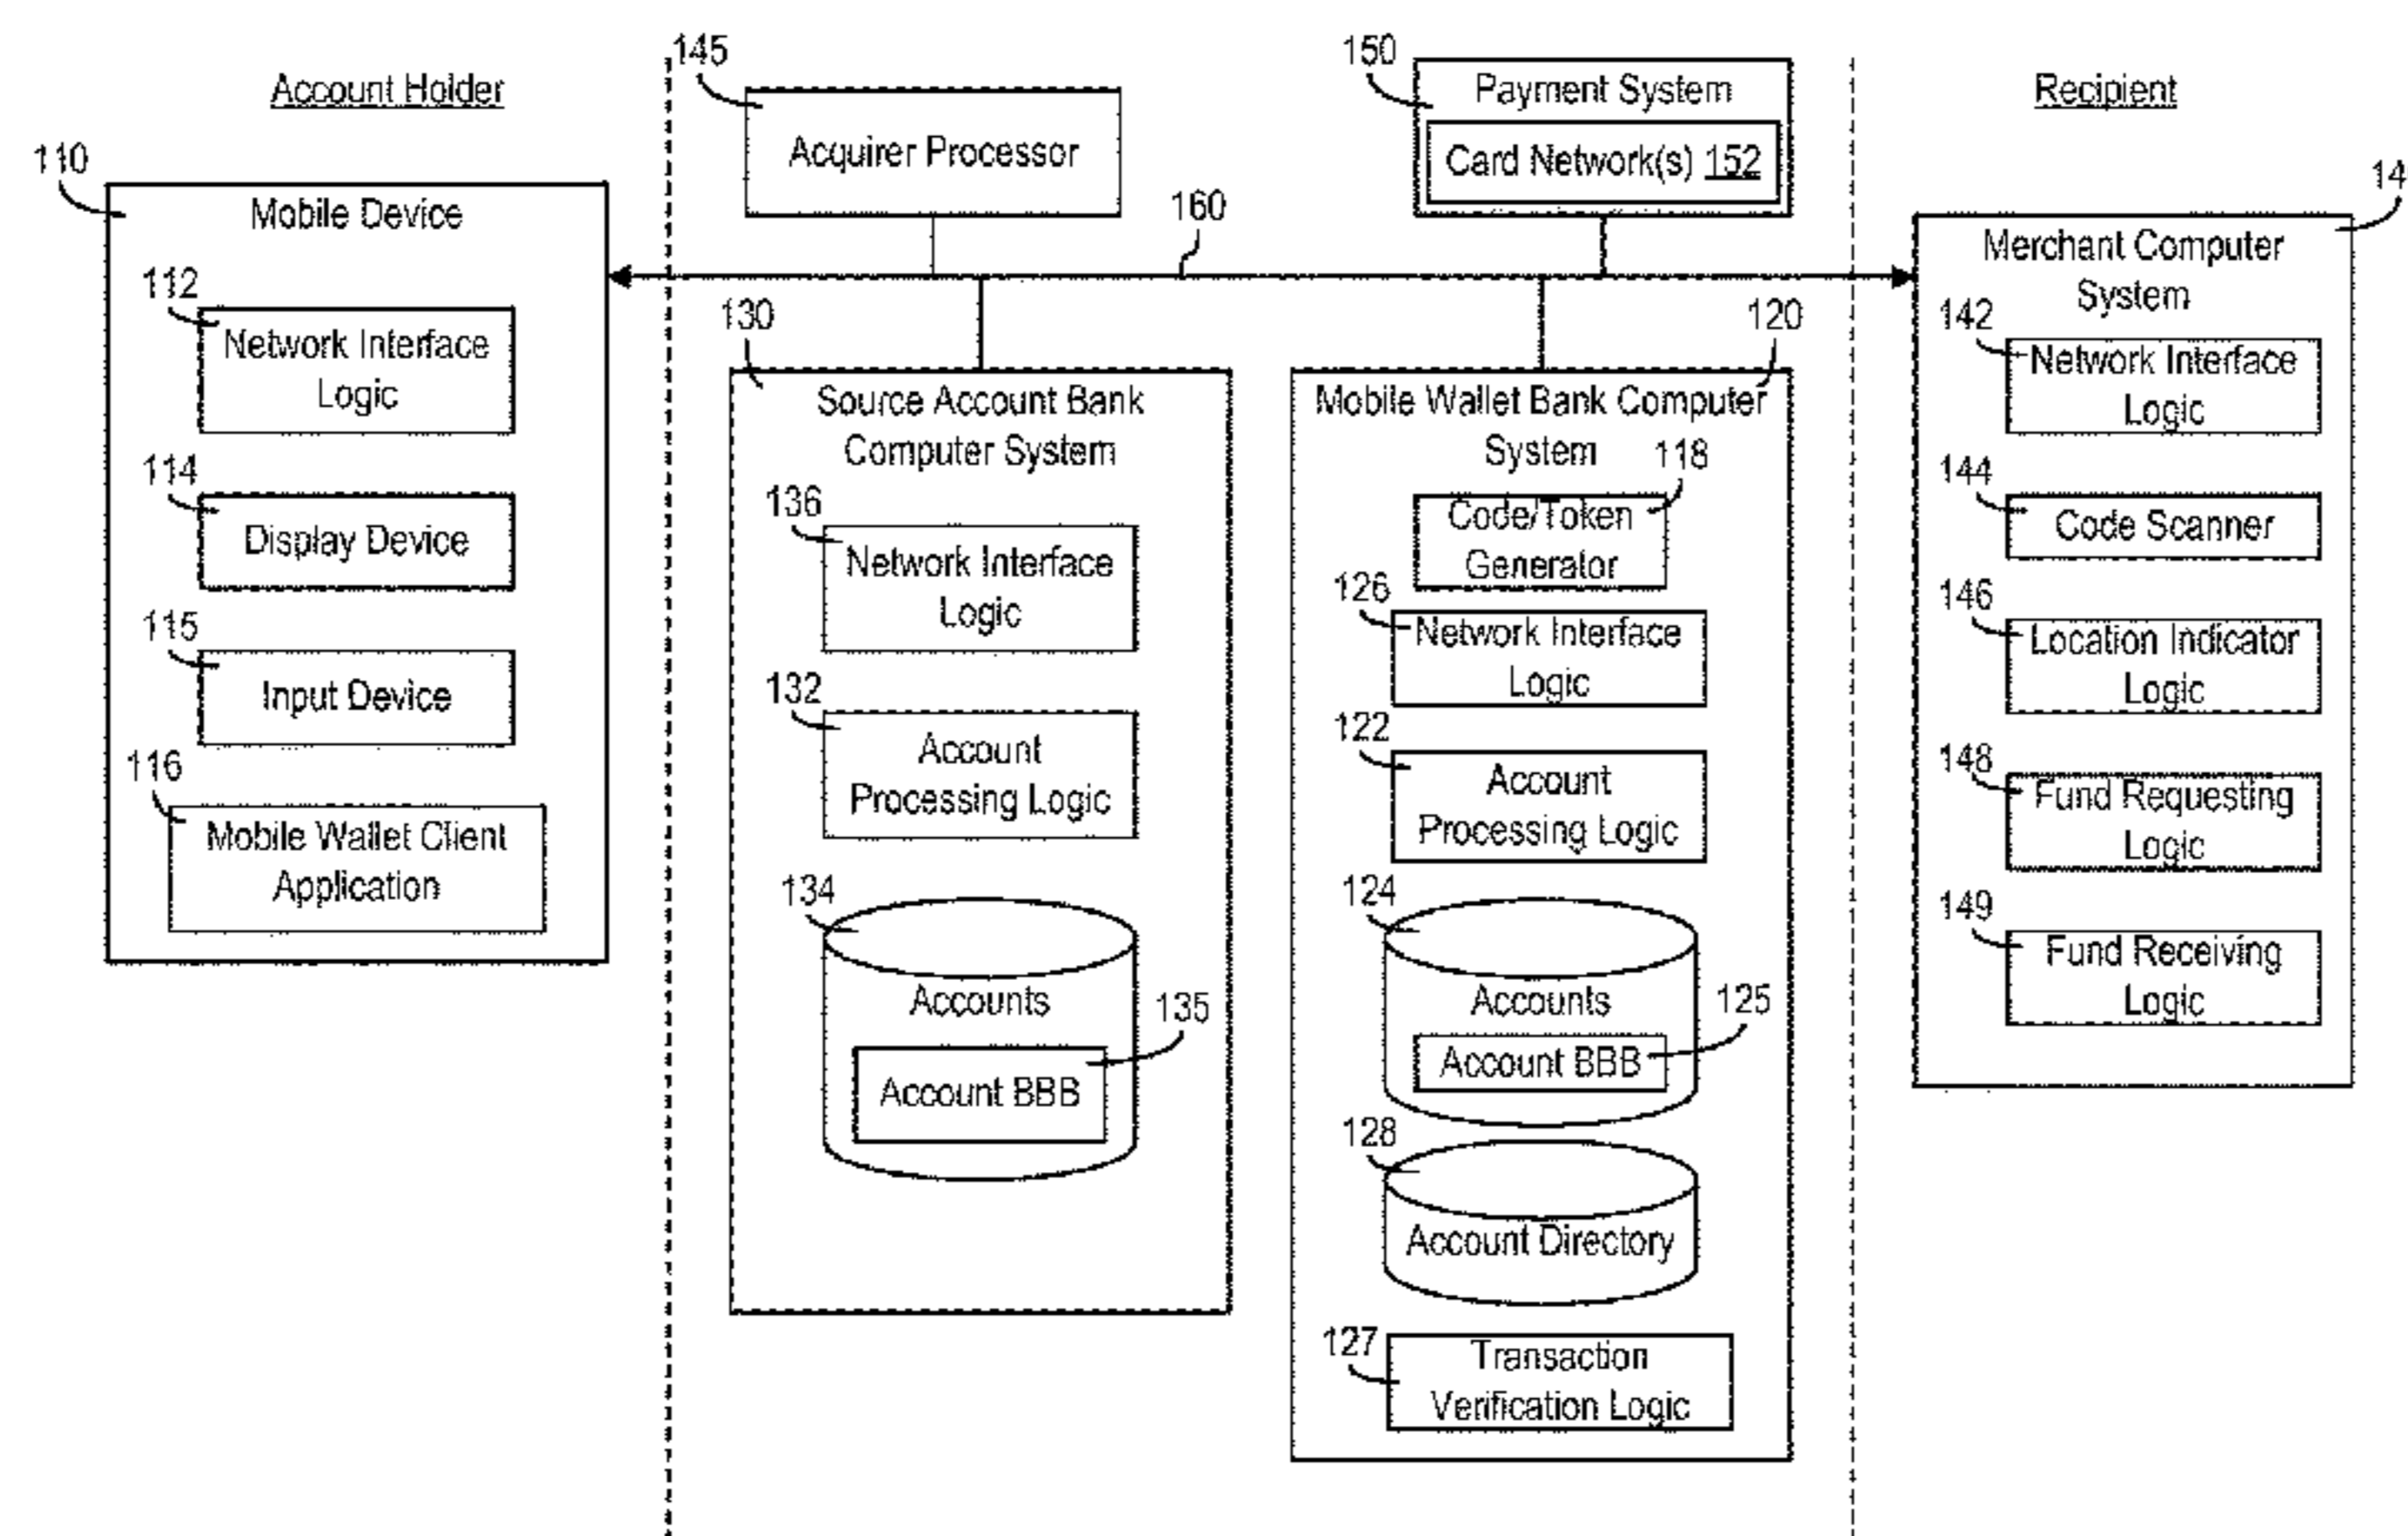 Account Holder
110
Mobile Device
112
Network Interface
Logic
114
Display Device
115
Input Device
116
Mobile Wallet Client
Application
145
Acquirer Processor
150
Payment System
Card Network(s) 152
160
130
Source Account Bank
Computer System
136
Network Interface
Logic
132
Account
Processing Logic
134
Accounts
135
Account BBB
120
Mobile Wallet Bank Computer
System
118
Code/Token
Generator
126
Network Interface
Logic
122
Account
Processing Logic
124
Accounts
125
Account BBB
128
Account Directory
127
Transaction
Verification Logic
Recipient
14
Merchant Computer
System
142
Network Interface
Logic
144
Code Scanner
146
Location Indicator
Logic
148
Fund Requesting
Logic
149
Fund Receiving
Logic